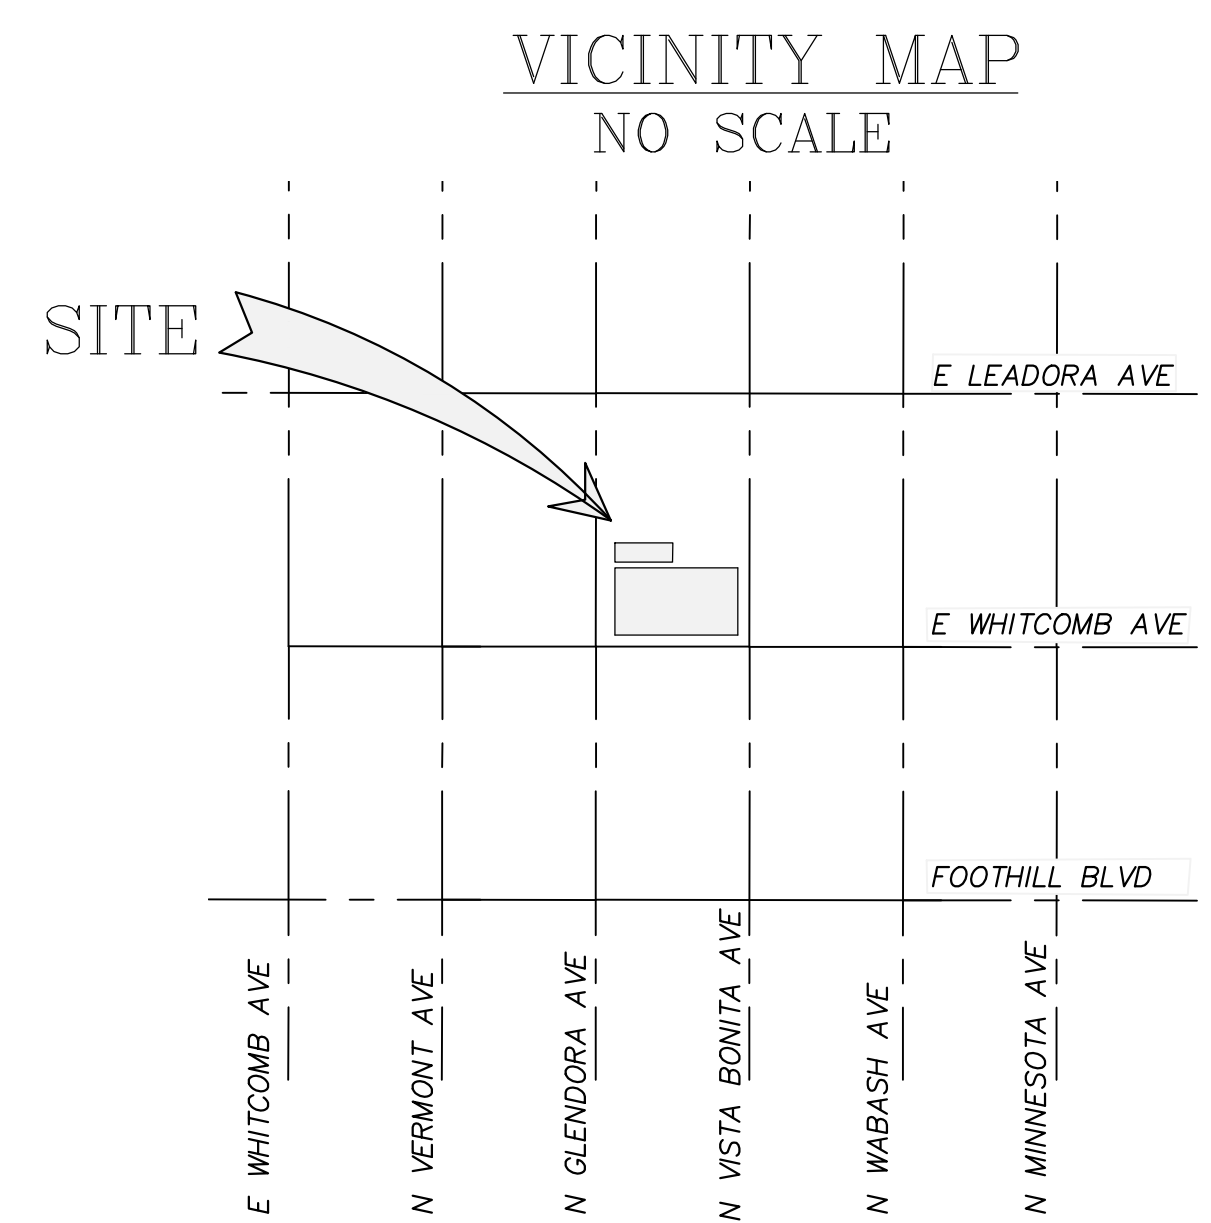 VICINITY MAP
NO SCALE
SITE
E LEADORA AVE
E WHITCOMB AVE
FOOTHILL BLVD
E WHITCOMB AVE
N VERMONT AVE
N GLENDORA AVE
N VISTA BONITA AVE
N WABASH AVE
N MINNESOTA AVE